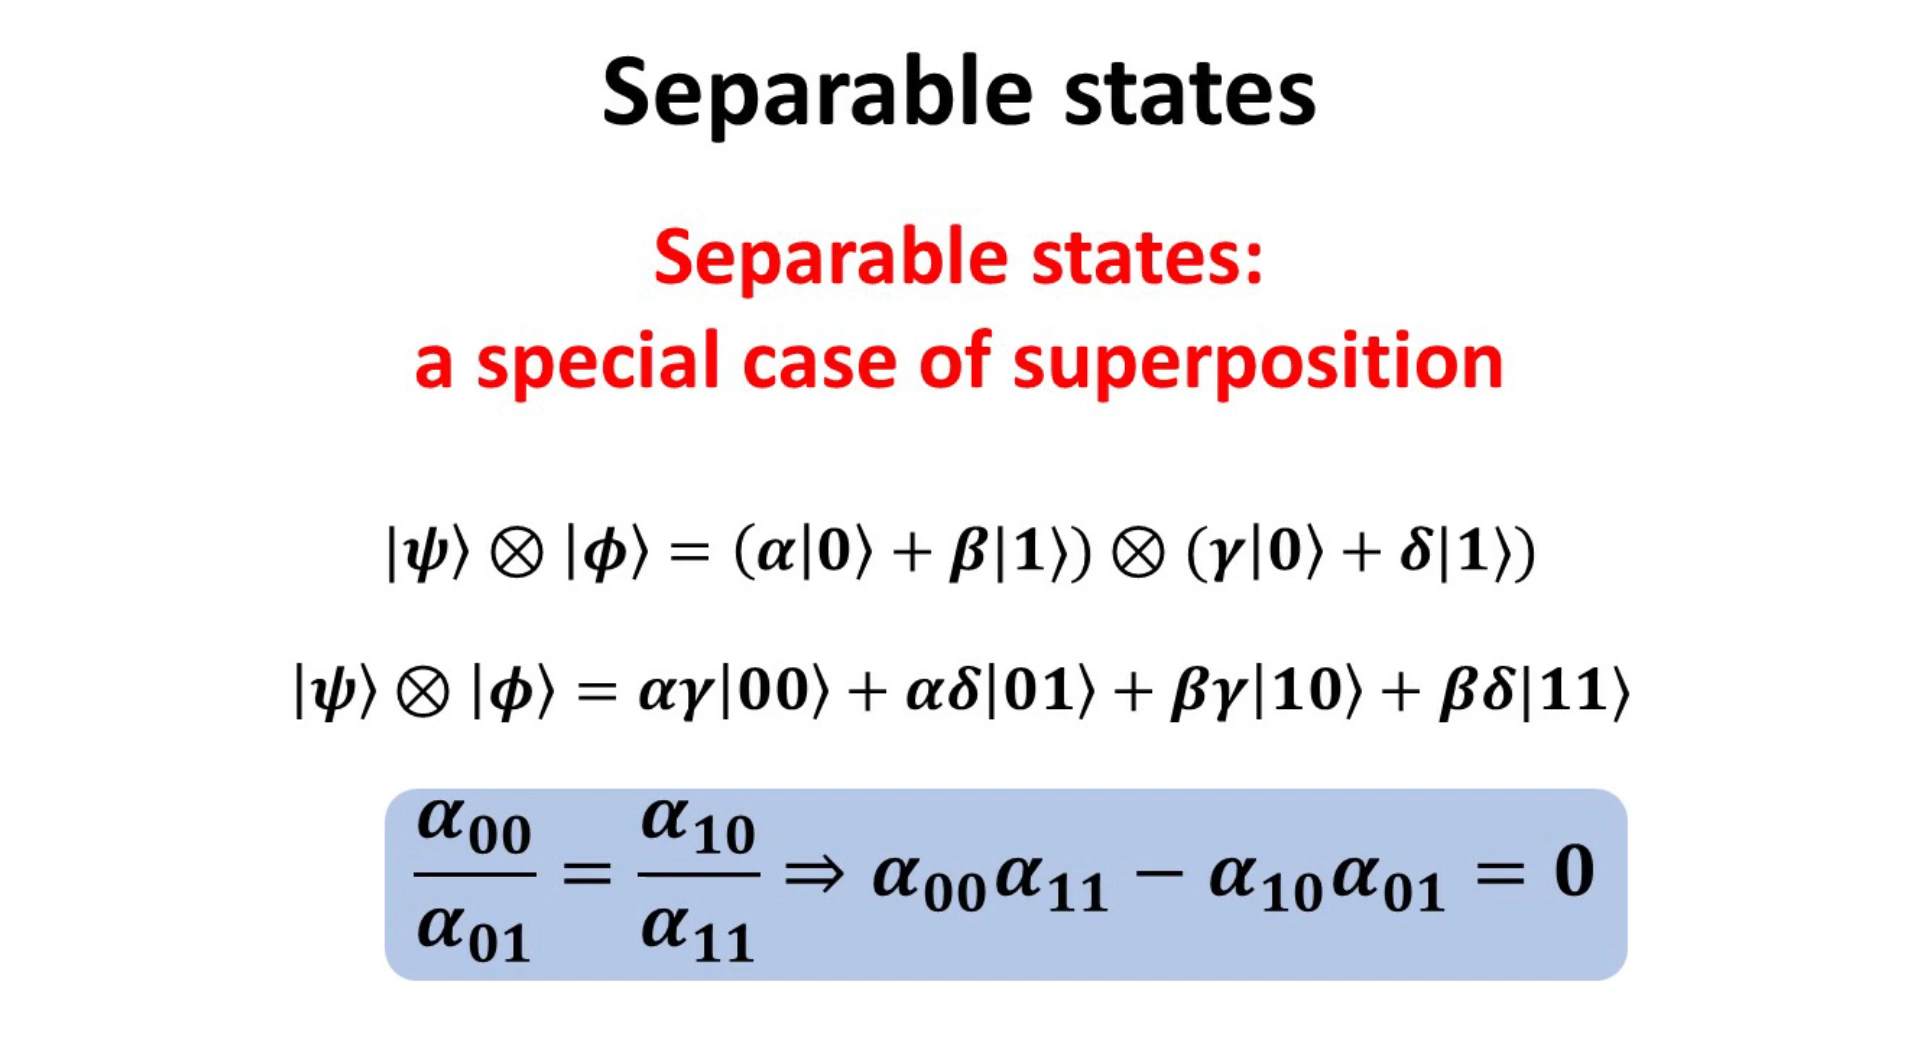 Separable states
Separable states:
a special case of superposition
|ψ⟩ ⊗ |ϕ⟩ = (α|0⟩ + β|1⟩) ⊗ (γ|0⟩ + δ|1⟩)
|ψ⟩ ⊗ |ϕ⟩ = αγ|00⟩ + αδ|01⟩ + βγ|10⟩ + βδ|11⟩
α₀₀/α₀₁ = α₁₀/α₁₁ ⇒ α₀₀α₁₁ − α₁₀α₀₁ = 0